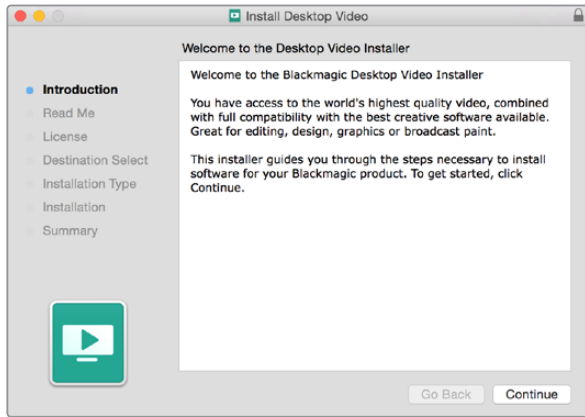 Install Desktop Video
Welcome to the Desktop Video Installer
Introduction
Read Me
License
Destination Select
Installation Type
Installation
Summary
Welcome to the Blackmagic Desktop Video Installer
You have access to the world's highest quality video, combined
with full compatibility with the best creative software available.
Great for editing, design, graphics or broadcast paint.
This installer guides you through the steps necessary to install
software for your Blackmagic product. To get started, click
Continue.
Go Back
Continue